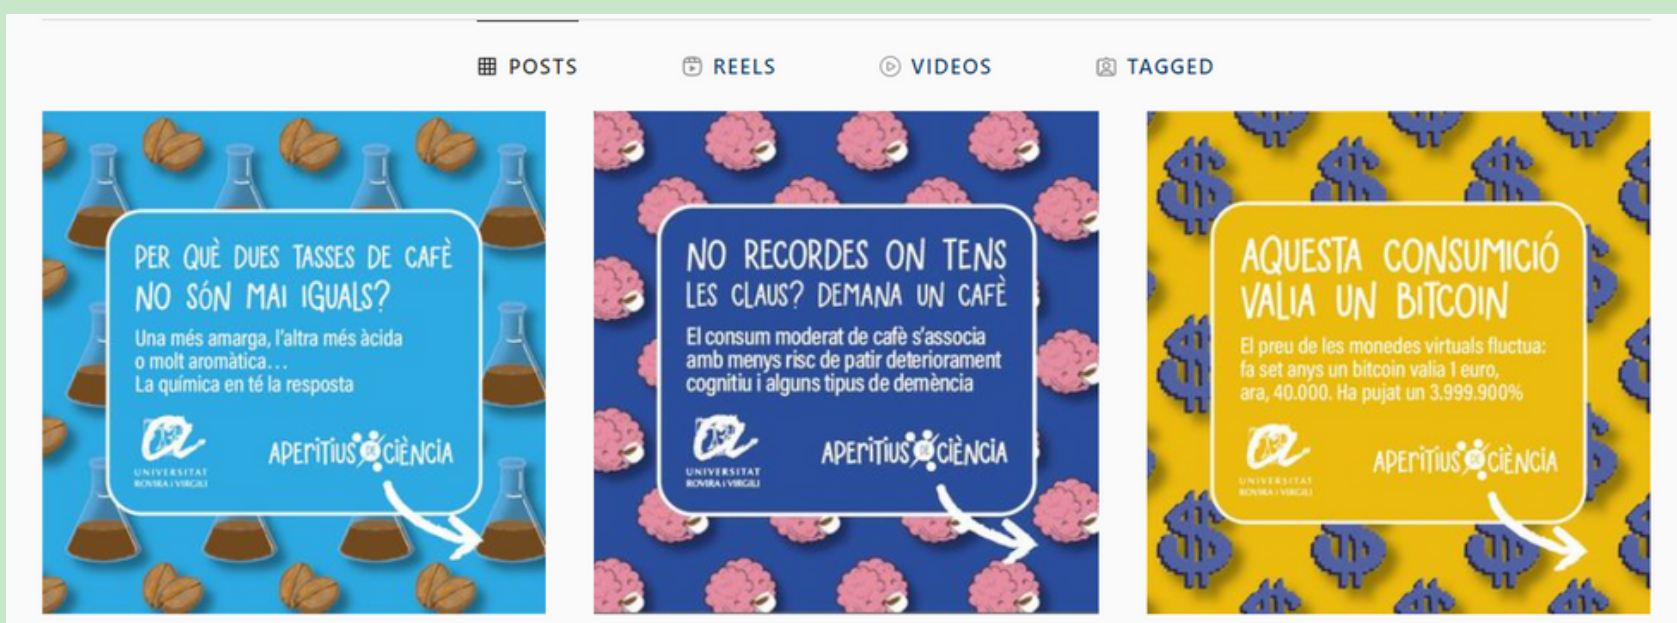 POSTS
REELS
VIDEOS
TAGGED
PER QUÈ DUES TASSES DE CAFÈ
NO SÓN MAI IGUALS?
Una més amarga, l'altra més àcida
o molt aromàtica...
La química en té la resposta
UNIVERSITAT
ROVIRA I VIRGILI
APERITIUS DE CIÈNCIA
NO RECORDES ON TENS
LES CLAUS? DEMANA UN CAFÈ
El consum moderat de cafè s'associa
amb menys risc de patir deteriorament
cognitiu i alguns tipus de demència
UNIVERSITAT
ROVIRA I VIRGILI
APERITIUS DE CIÈNCIA
AQUESTA CONSUMICIÓ
VALIA UN BITCOIN
El preu de les monedes virtuals fluctua:
fa set anys un bitcoin valia 1 euro,
ara, 40.000. Ha pujat un 3.999.900%
UNIVERSITAT
ROVIRA I VIRGILI
APERITIUS DE CIÈNCIA